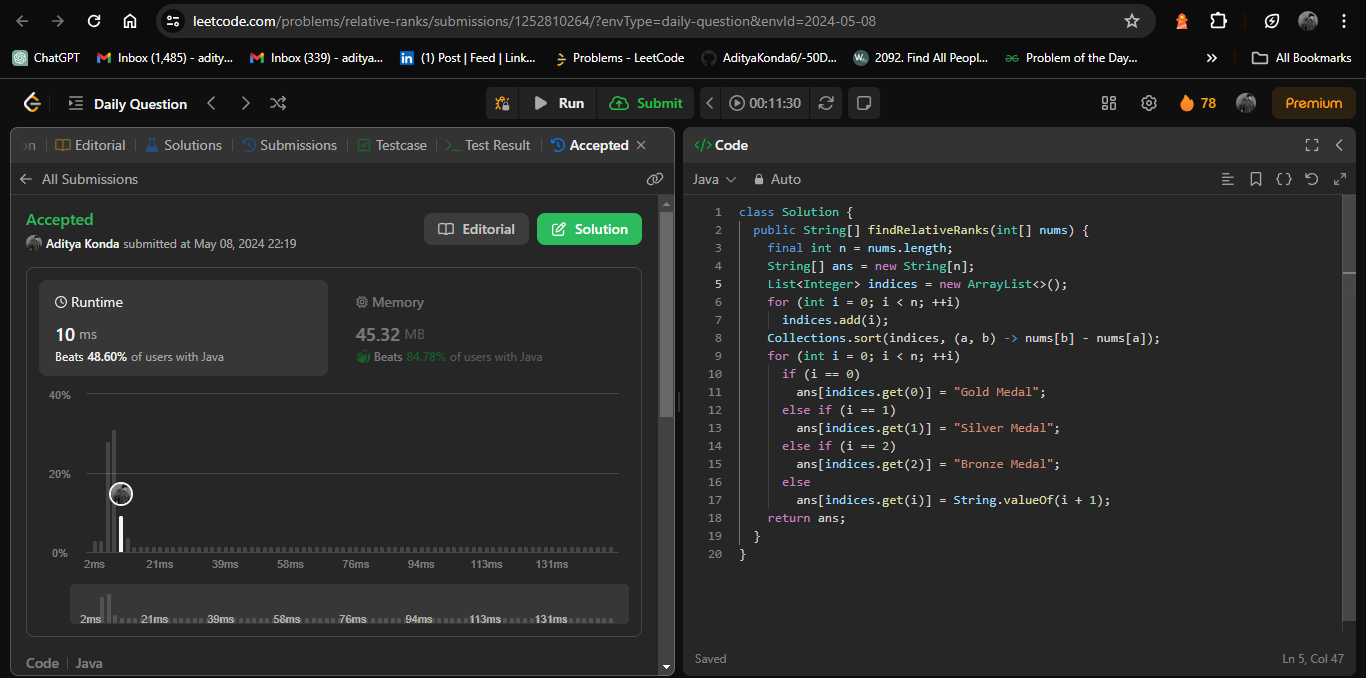 leetcode.com/problems/relative-ranks/submissions/1252810264/?envType=daily-question&envId=2024-05-08
ChatGPT Inbox (1,485) - adity... Inbox (339) - aditya... (1) Post | Feed | Link... Problems - LeetCode AdityaKonda6/-50D... 2092. Find All Peopl... Problem of the Day... » All Bookmarks
Daily Question Run Submit 00:11:30 78 Premium
on Editorial Solutions Submissions Testcase Test Result Accepted
All Submissions
Accepted
Aditya Konda submitted at May 08, 2024 22:19
Editorial Solution
Runtime
10 ms
Beats 48.60% of users with Java
Memory
45.32 MB
Beats 84.78% of users with Java
40%
20%
0%
2ms 21ms 39ms 58ms 76ms 94ms 113ms 131ms
2ms 21ms 39ms 58ms 76ms 94ms 113ms 131ms
Code | Java
</> Code
Java Auto
1 class Solution {
2 public String[] findRelativeRanks(int[] nums) {
3 final int n = nums.length;
4 String[] ans = new String[n];
5 List<Integer> indices = new ArrayList<>();
6 for (int i = 0; i < n; ++i)
7 indices.add(i);
8 Collections.sort(indices, (a, b) -> nums[b] - nums[a]);
9 for (int i = 0; i < n; ++i)
10 if (i == 0)
11 ans[indices.get(0)] = "Gold Medal";
12 else if (i == 1)
13 ans[indices.get(1)] = "Silver Medal";
14 else if (i == 2)
15 ans[indices.get(2)] = "Bronze Medal";
16 else
17 ans[indices.get(i)] = String.valueOf(i + 1);
18 return ans;
19 }
20 }
Saved
Ln 5, Col 47